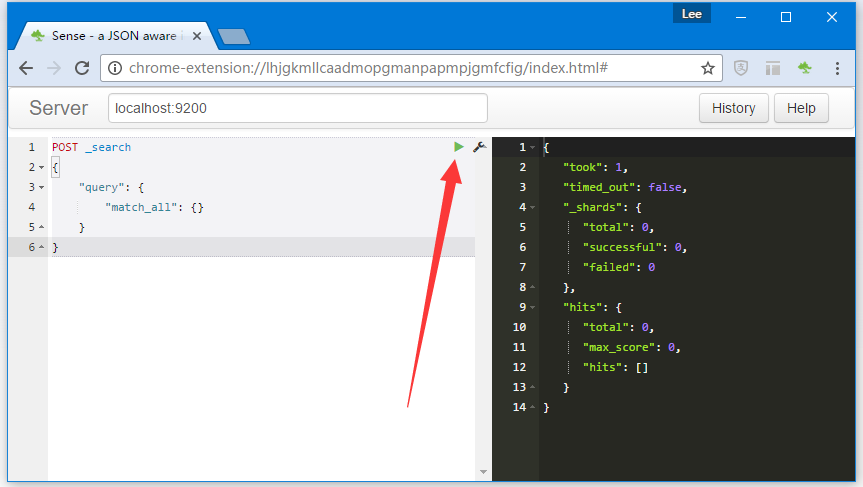 Lee
Sense - a JSON aware i
chrome-extension://lhjgkmllcaadmopgmanpapmpjgmfcfig/index.html#
Server
localhost:9200
History
Help
1 POST _search
2 {
3 "query": {
4 "match_all": {}
5 }
6 }
1 {
2 "took": 1,
3 "timed_out": false,
4 "_shards": {
5 "total": 0,
6 "successful": 0,
7 "failed": 0
8 },
9 "hits": {
10 "total": 0,
11 "max_score": 0,
12 "hits": []
13 }
14 }